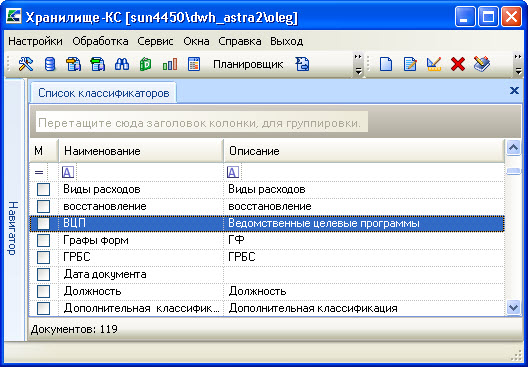 Хранилище-КС [sun4450\dwh_astra2\oleg]
Настройки Обработка Сервис Окна Справка Выход
Планировщик
Список классификаторов
Перетащите сюда заголовок колонки, для группировки.
М Наименование Описание
= A A
Виды расходов Виды расходов
восстановление восстановление
ВЦП Ведомственные целевые программы
Графы форм ГФ
ГРБС ГРБС
Дата документа
Должность Должность
Дополнительная классифик... Дополнительная классификация
Документов: 119
Навигатор